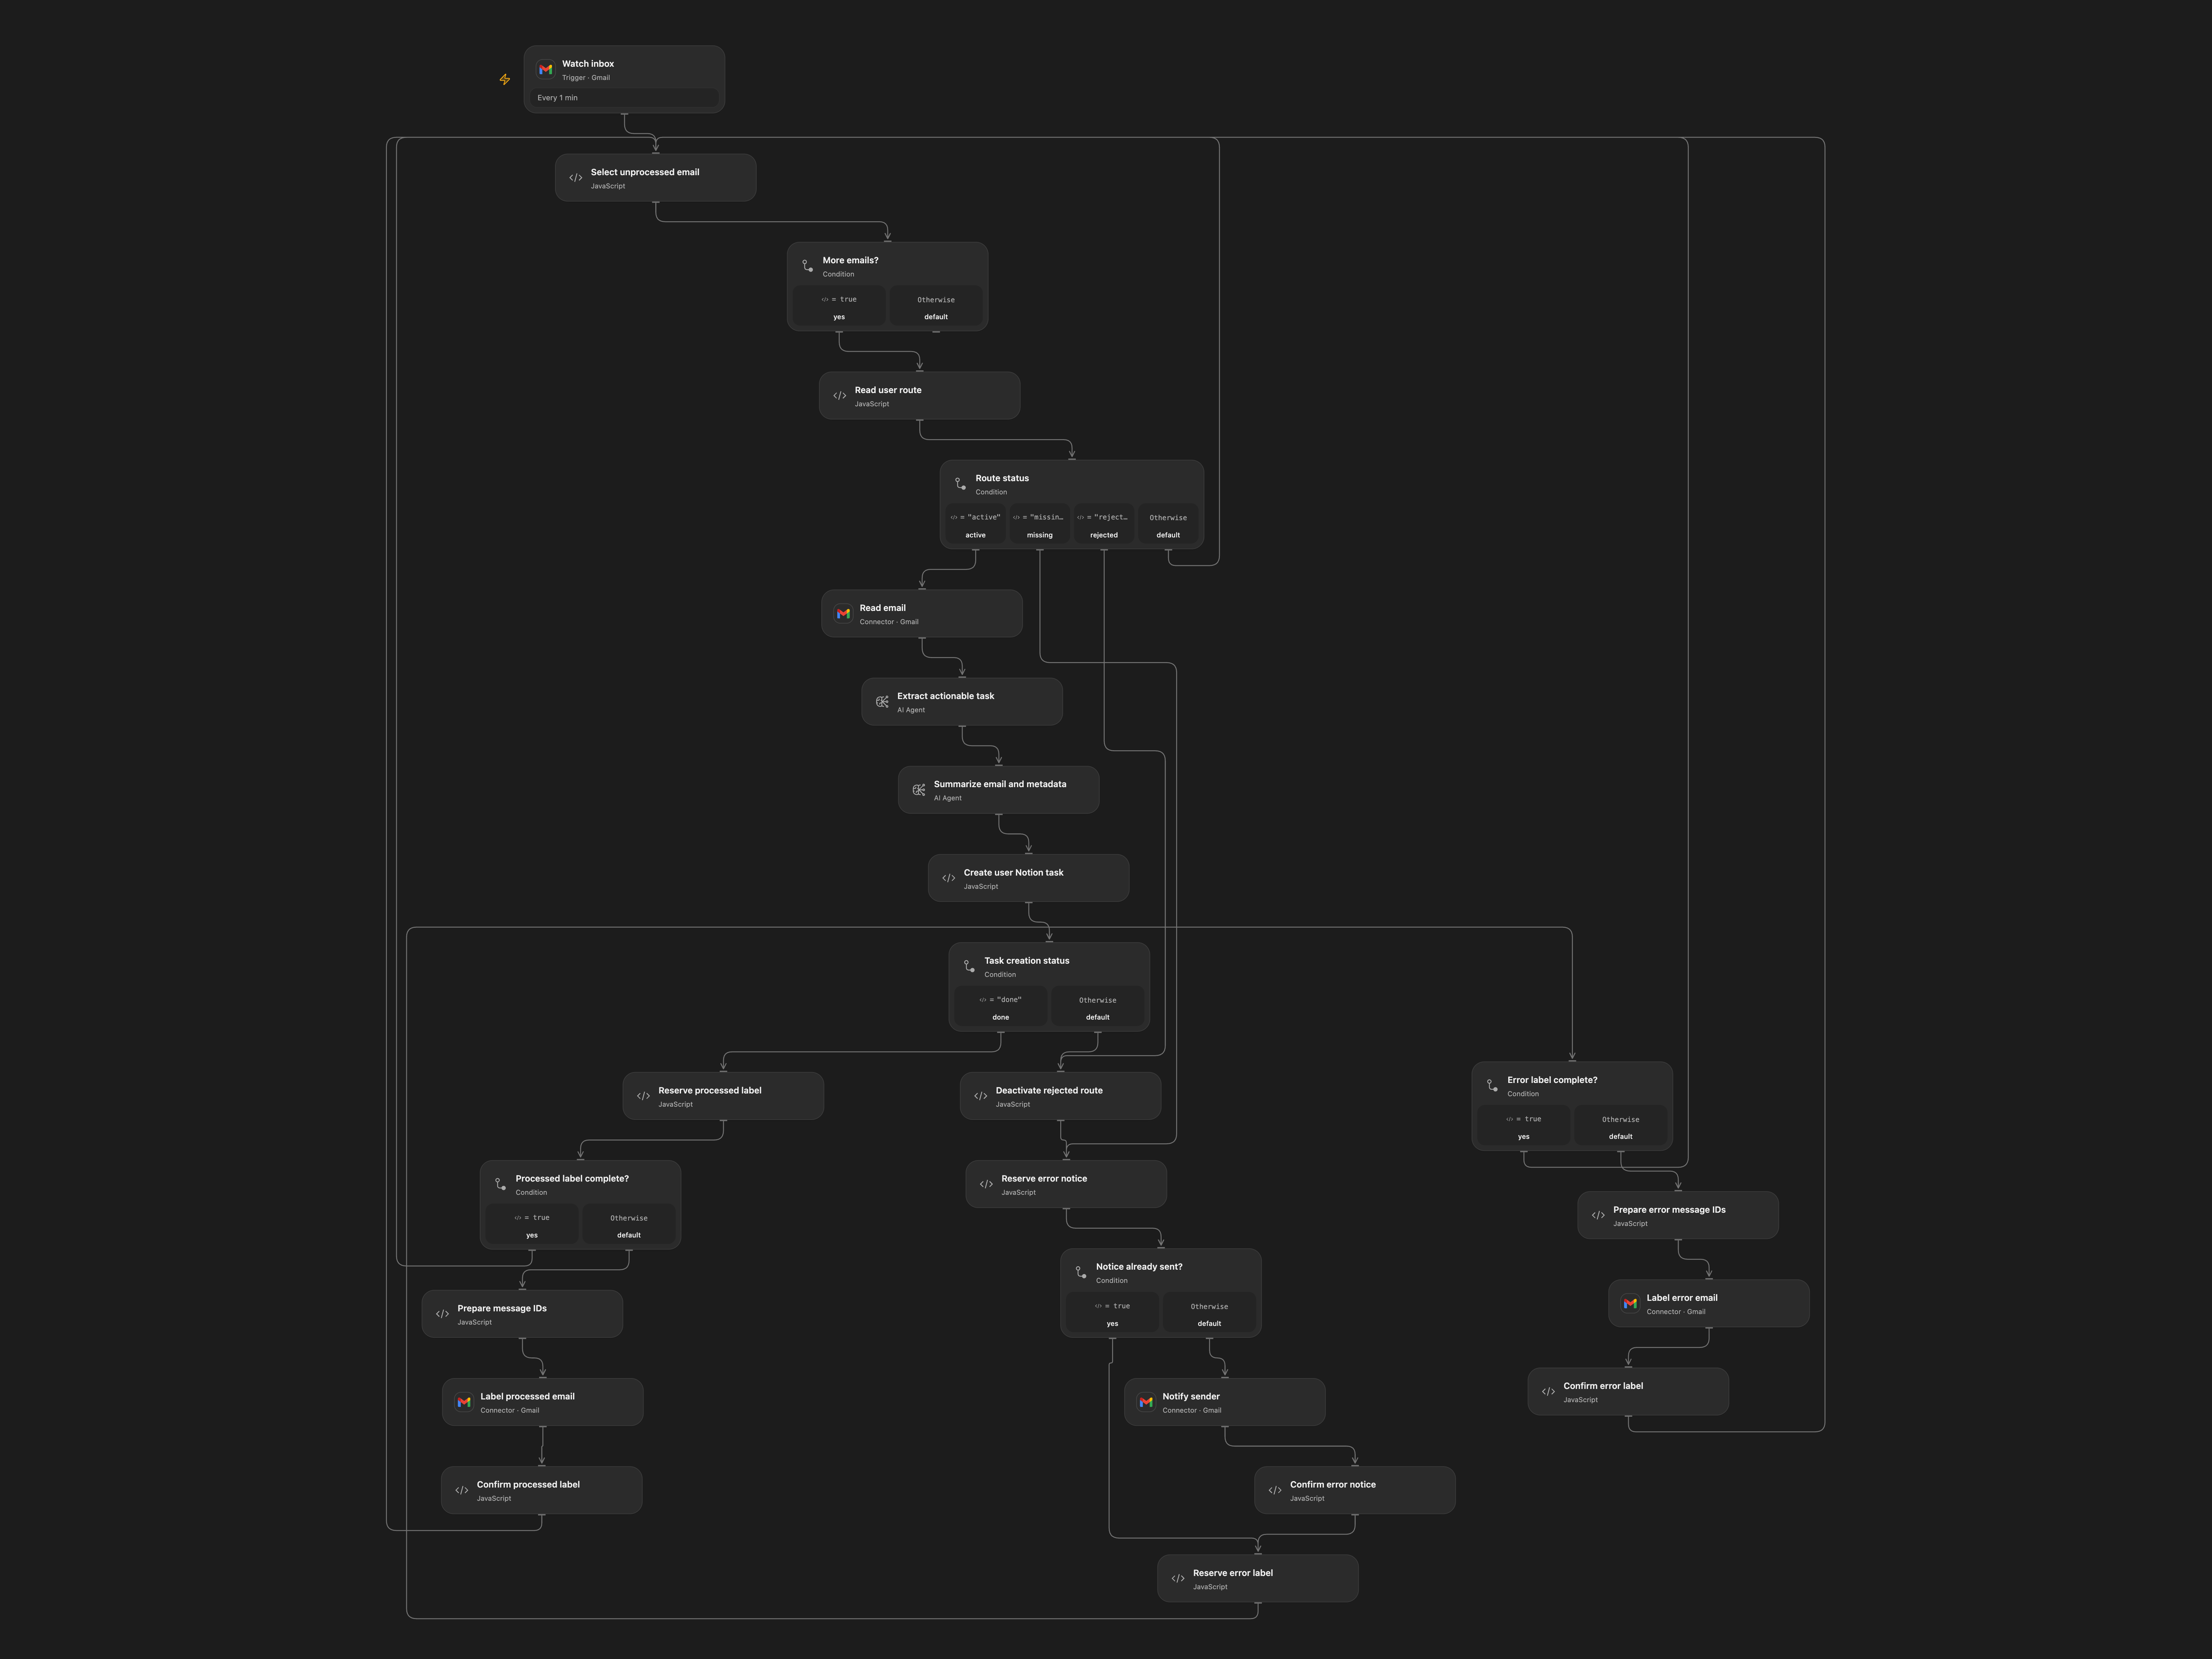 Watch inbox
Trigger · Gmail
Every 1 min
Select unprocessed email
JavaScript
More emails?
Condition
</> = true
Otherwise
yes
default
Read user route
JavaScript
Route status
Condition
</> = "active"
</> = "missin…
</> = "reject…
Otherwise
active
missing
rejected
default
Read email
Connector · Gmail
Extract actionable task
AI Agent
Summarize email and metadata
AI Agent
Create user Notion task
JavaScript
Task creation status
Condition
</> = "done"
Otherwise
done
default
Reserve processed label
JavaScript
Deactivate rejected route
JavaScript
Error label complete?
Condition
</> = true
Otherwise
yes
default
Processed label complete?
Condition
</> = true
Otherwise
yes
default
Reserve error notice
JavaScript
Prepare error message IDs
JavaScript
Notice already sent?
Condition
</> = true
Otherwise
yes
default
Prepare message IDs
JavaScript
Label error email
Connector · Gmail
Label processed email
Connector · Gmail
Notify sender
Connector · Gmail
Confirm error label
JavaScript
Confirm processed label
JavaScript
Confirm error notice
JavaScript
Reserve error label
JavaScript